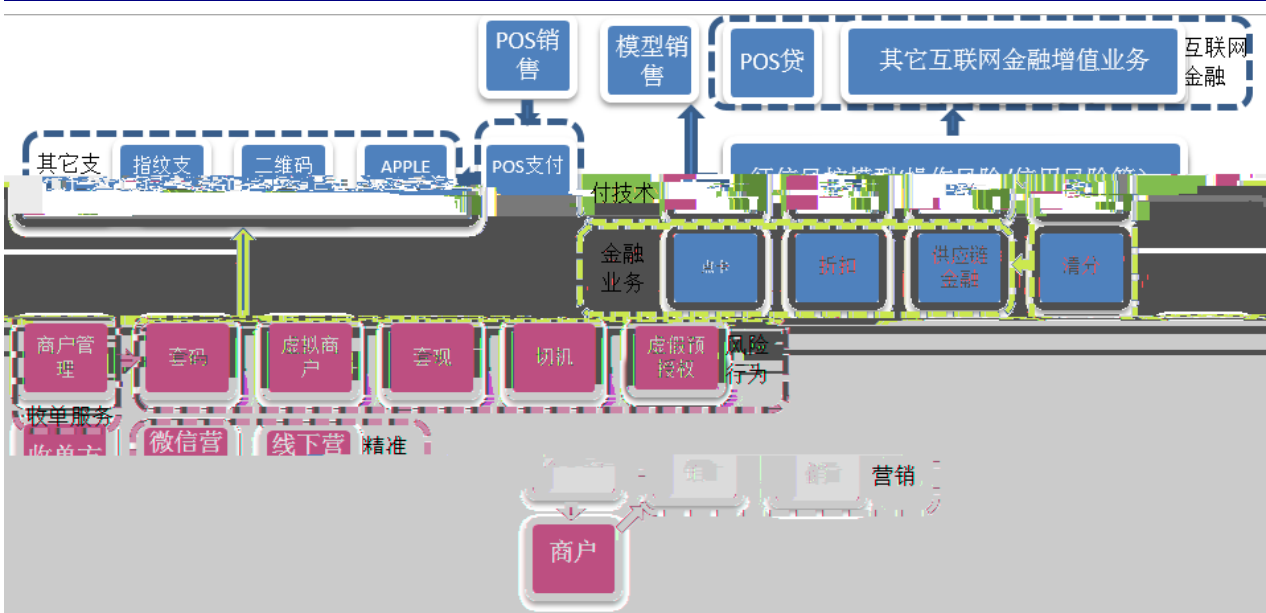 POS销
售
模型销
售
POS贷
其它互联网金融增值业务
互联网
金融
其它支
指纹支
二维码
APPLE
POS支付
付技术
金融
业务
折扣
供应链
金融
清分
商户管
理
套码
虚拟商
户
套现
切机
虚假预
授权
风险
行为
收单服务
收单方
微信营
线下营
精准
营销
商户